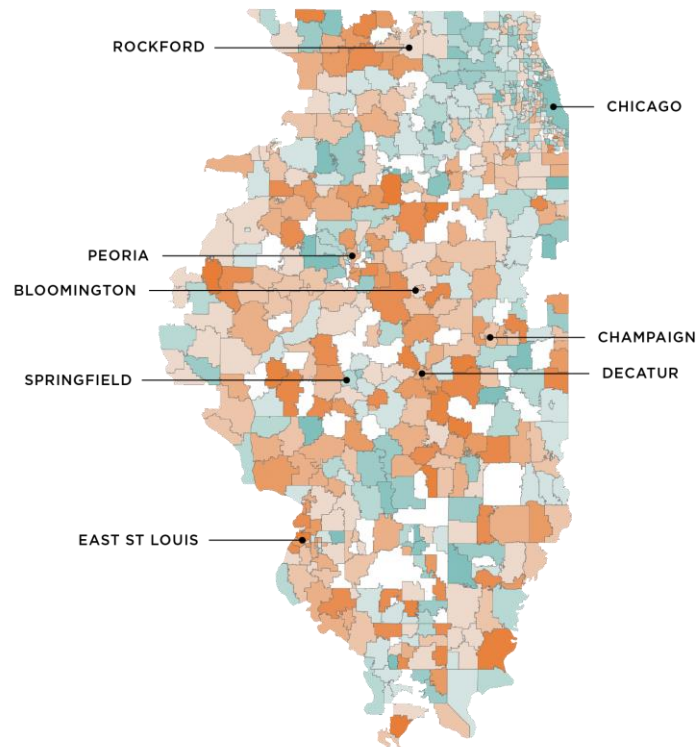 ROCKFORD
CHICAGO
PEORIA
BLOOMINGTON
CHAMPAIGN
SPRINGFIELD
DECATUR
EAST ST LOUIS